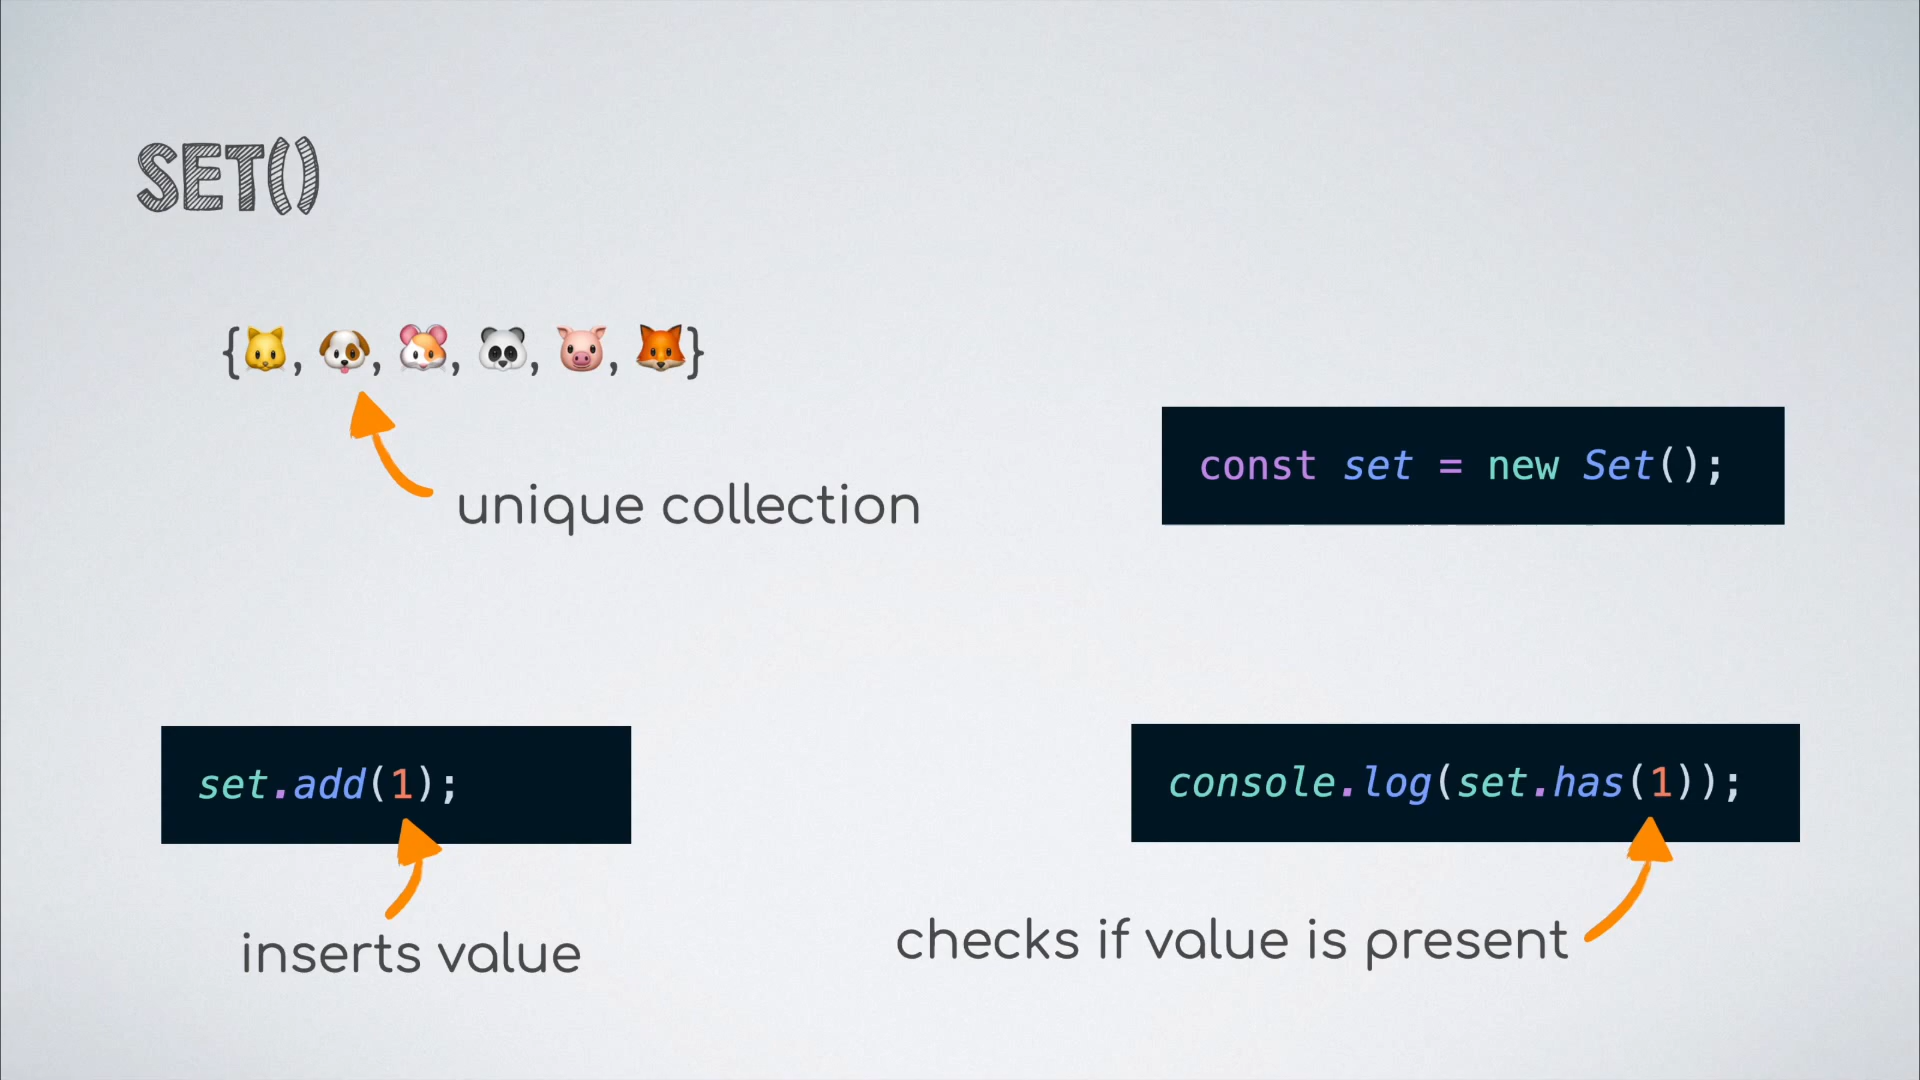 SET()
{🐱, 🐶, 🐹, 🐼, 🐷, 🦊}
unique collection
const set = new Set();
set.add(1);
inserts value
console.log(set.has(1));
checks if value is present